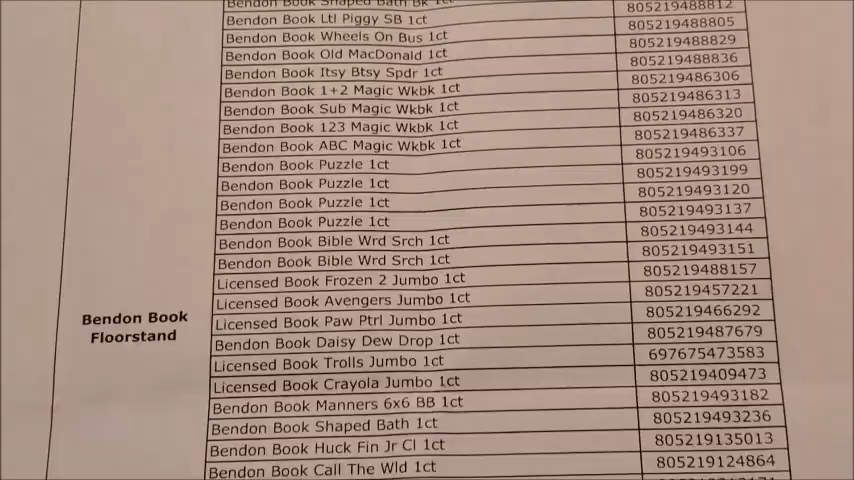 Bendon Book Shaped Bath Bk 1ct
Bendon Book Ltl Piggy SB 1ct 805219488812
Bendon Book Wheels On Bus 1ct 805219488805
Bendon Book Old MacDonald 1ct 805219488829
Bendon Book Itsy Btsy Spdr 1ct 805219488836
Bendon Book 1+2 Magic Wkbk 1ct 805219486306
Bendon Book Sub Magic Wkbk 1ct 805219486313
Bendon Book 123 Magic Wkbk 1ct 805219486320
Bendon Book ABC Magic Wkbk 1ct 805219486337
Bendon Book Puzzle 1ct 805219493106
Bendon Book Puzzle 1ct 805219493199
Bendon Book Puzzle 1ct 805219493120
Bendon Book Puzzle 1ct 805219493137
Bendon Book Bible Wrd Srch 1ct 805219493144
Bendon Book Bible Wrd Srch 1ct 805219493151
Licensed Book Frozen 2 Jumbo 1ct 805219488157
Licensed Book Avengers Jumbo 1ct 805219457221
Bendon Book
Floorstand
Licensed Book Paw Ptrl Jumbo 1ct 805219466292
Bendon Book Daisy Dew Drop 1ct 805219487679
Licensed Book Trolls Jumbo 1ct 697675473583
Licensed Book Crayola Jumbo 1ct 805219409473
Bendon Book Manners 6x6 BB 1ct 805219493182
Bendon Book Shaped Bath 1ct 805219493236
Bendon Book Huck Fin Jr Cl 1ct 805219135013
Bendon Book Call The Wld 1ct 805219124864